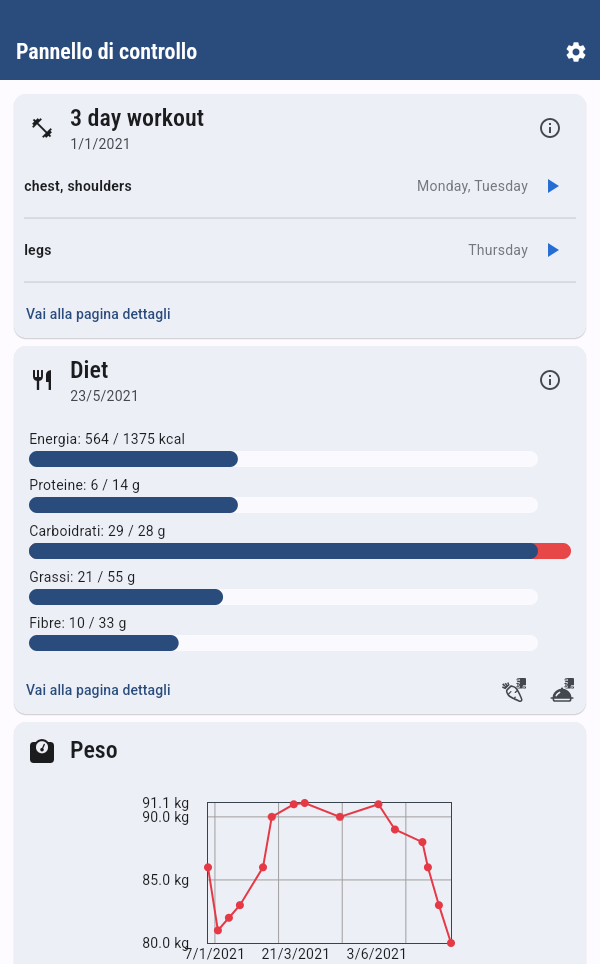 Pannello di controllo
3 day workout
1/1/2021
chest, shoulders Monday, Tuesday
legs Thursday
Vai alla pagina dettagli
Diet
23/5/2021
Energia: 564 / 1375 kcal
Proteine: 6 / 14 g
Carboidrati: 29 / 28 g
Grassi: 21 / 55 g
Fibre: 10 / 33 g
Vai alla pagina dettagli
Peso
91.1 kg
90.0 kg
85.0 kg
80.0 kg
7/1/2021 21/3/2021 3/6/2021